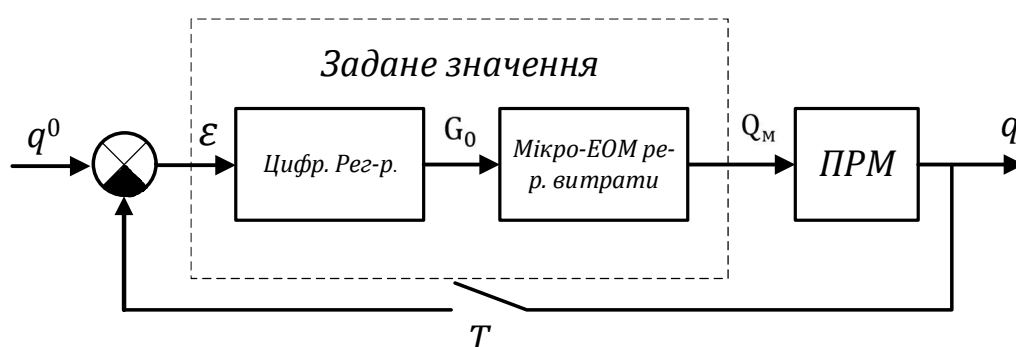 Задане значення
q⁰
ε
Цифр. Рег-р.
G₀
Мікро-ЕОМ ре-
р. витрати
Qм
ПРМ
q
T